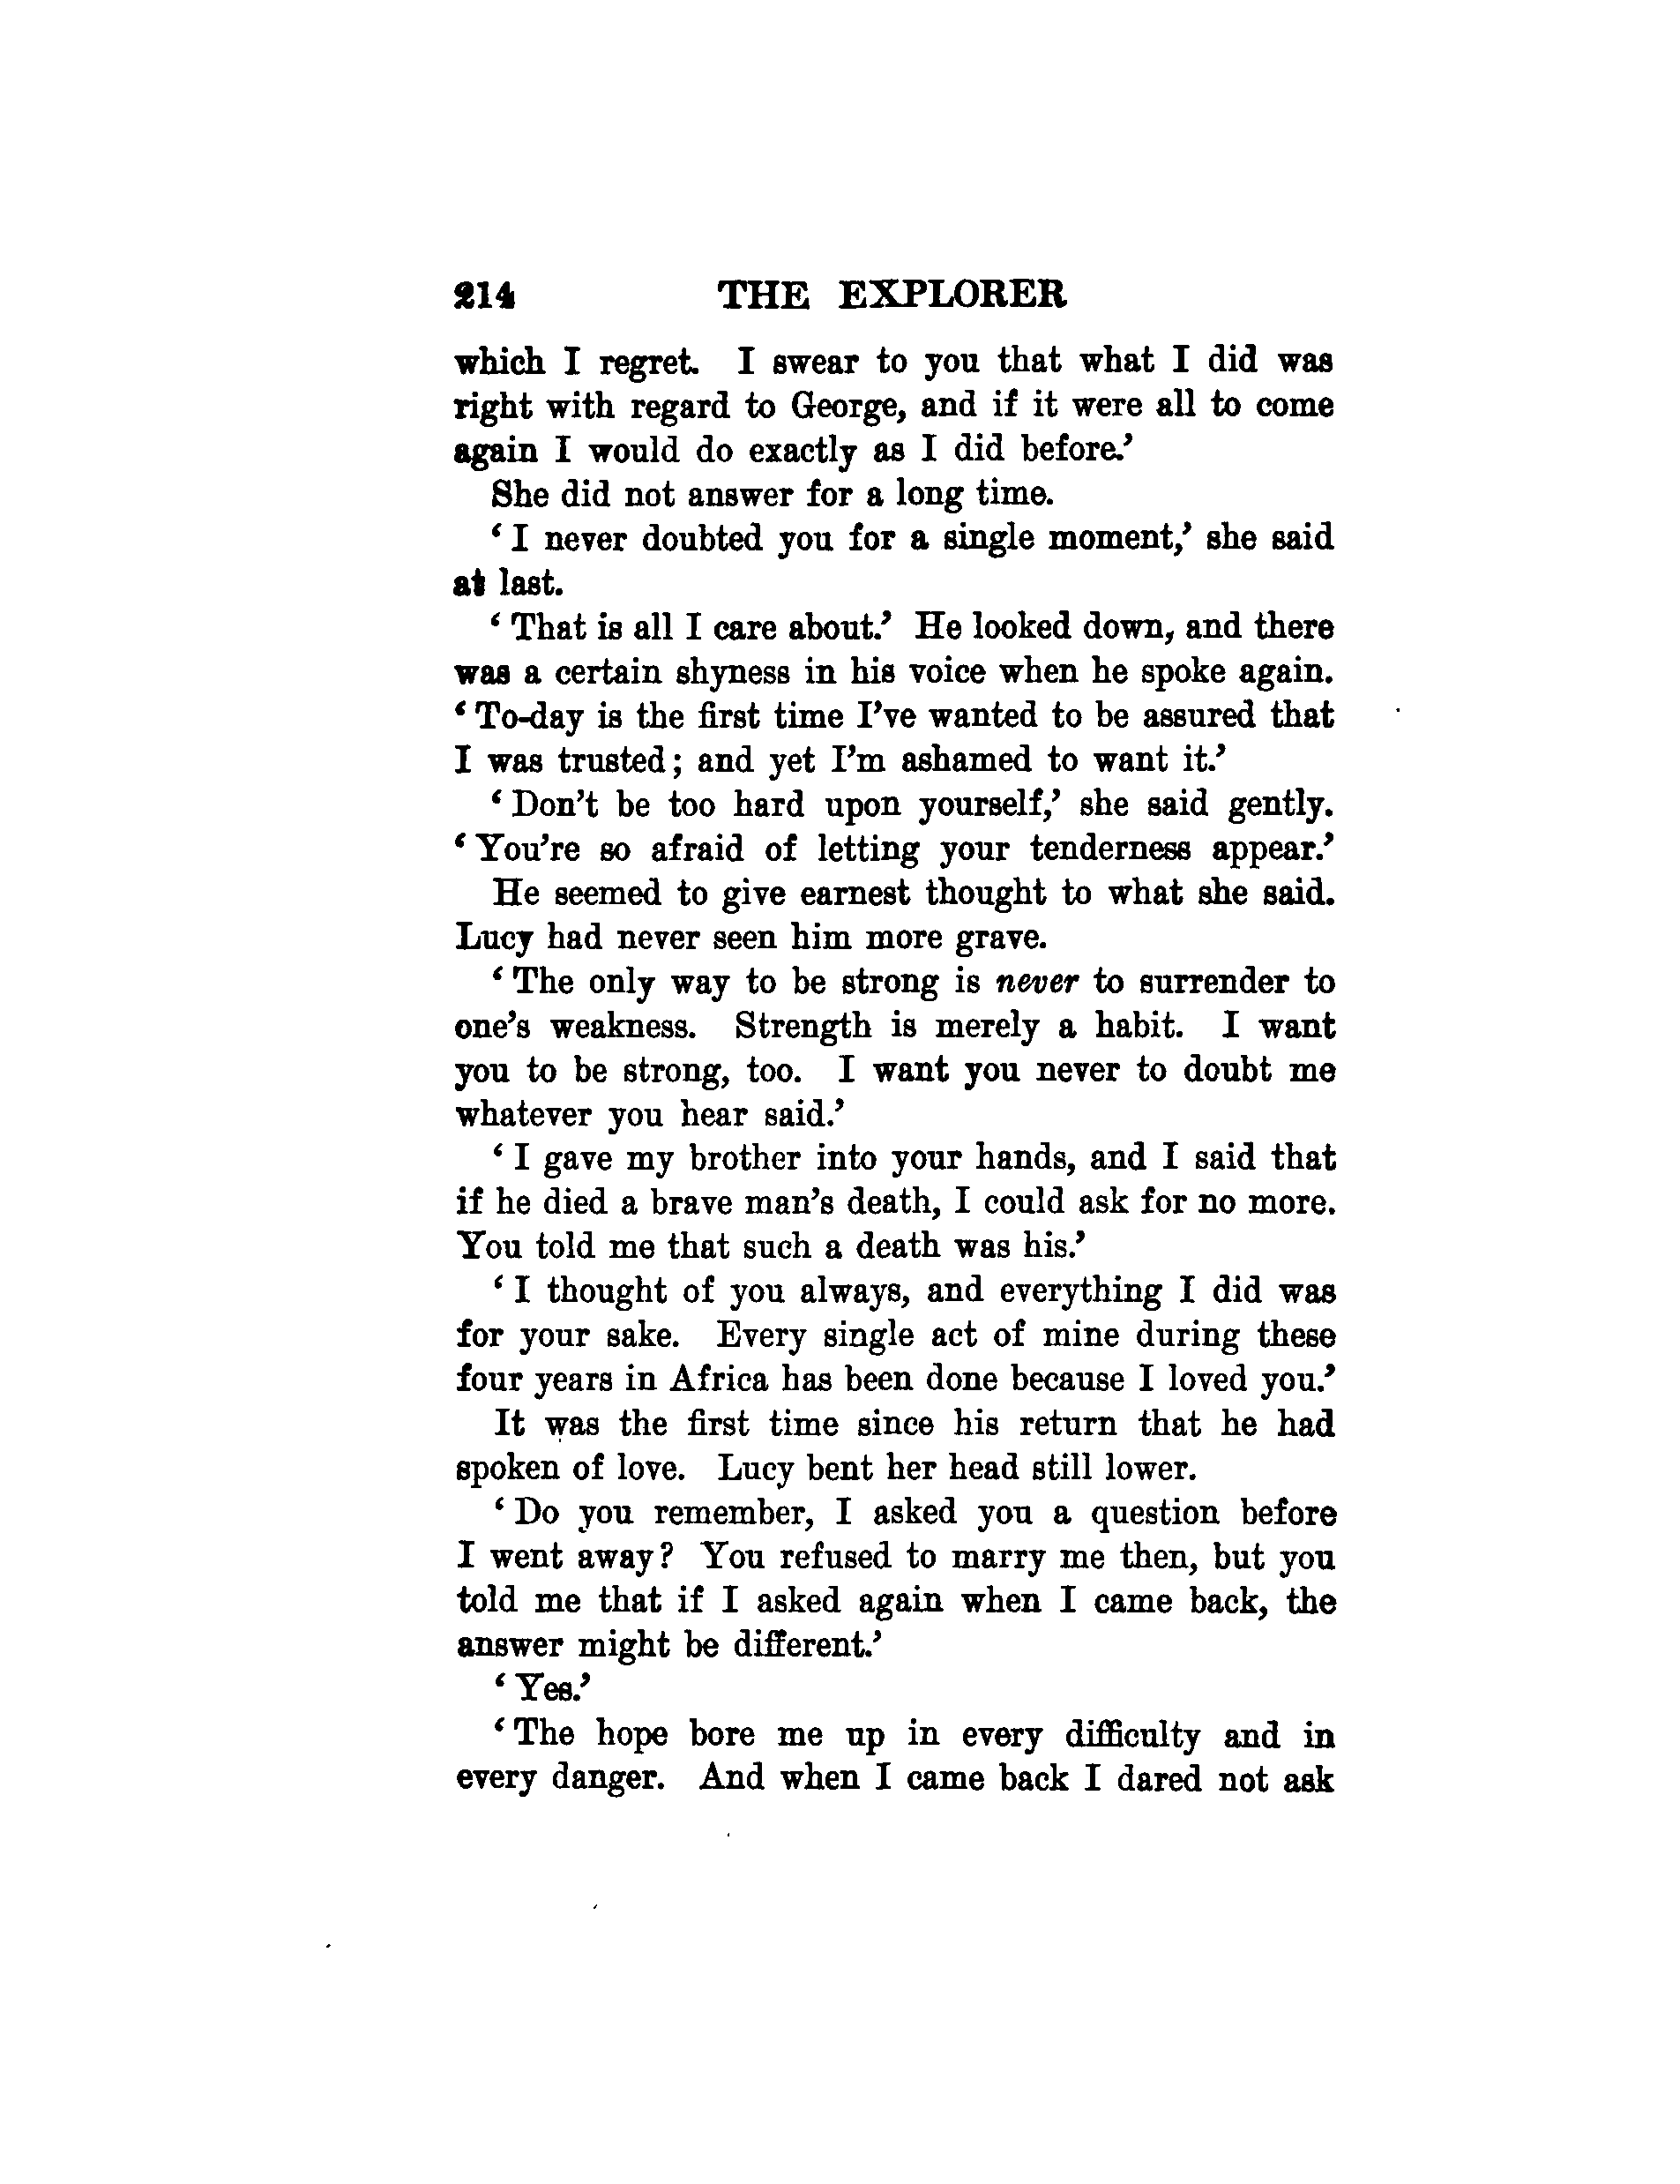 214 THE EXPLORER
which I regret. I swear to you that what I did was
right with regard to George, and if it were all to come
again I would do exactly as I did before.’
She did not answer for a long time.
‘I never doubted you for a single moment,’ she said
at last.
‘That is all I care about.’ He looked down, and there
was a certain shyness in his voice when he spoke again.
‘To-day is the first time I’ve wanted to be assured that
I was trusted; and yet I’m ashamed to want it.’
‘Don’t be too hard upon yourself,’ she said gently.
‘You’re so afraid of letting your tenderness appear.’
He seemed to give earnest thought to what she said.
Lucy had never seen him more grave.
‘The only way to be strong is never to surrender to
one’s weakness. Strength is merely a habit. I want
you to be strong, too. I want you never to doubt me
whatever you hear said.’
‘I gave my brother into your hands, and I said that
if he died a brave man’s death, I could ask for no more.
You told me that such a death was his.’
‘I thought of you always, and everything I did was
for your sake. Every single act of mine during these
four years in Africa has been done because I loved you.’
It was the first time since his return that he had
spoken of love. Lucy bent her head still lower.
‘Do you remember, I asked you a question before
I went away? You refused to marry me then, but you
told me that if I asked again when I came back, the
answer might be different.’
‘Yes.’
‘The hope bore me up in every difficulty and in
every danger. And when I came back I dared not ask